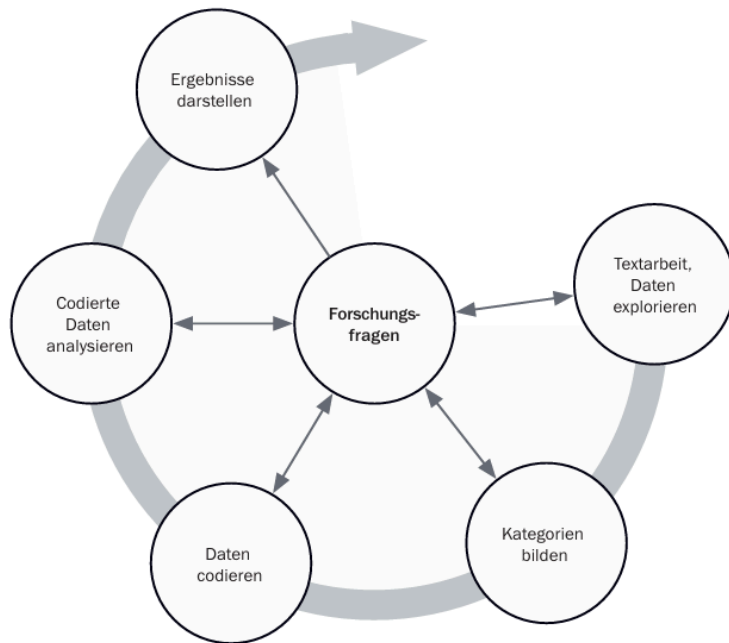 Ergebnisse
darstellen
Textarbeit,
Daten
explorieren
Codierte
Daten
analysieren
Forschungs-
fragen
Kategorien
bilden
Daten
codieren